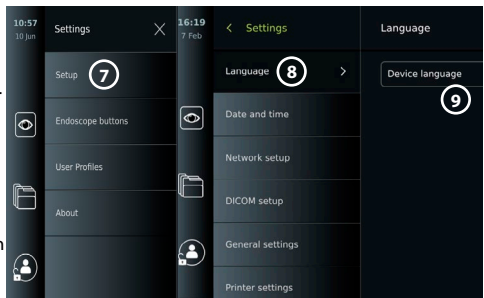 10:57
10 Jun
Settings
Setup
7
Endoscope buttons
User Profiles
About
16:19
7 Feb
Settings
Language
8
Date and time
Network setup
DICOM setup
General settings
Printer settings
Language
Device language
9